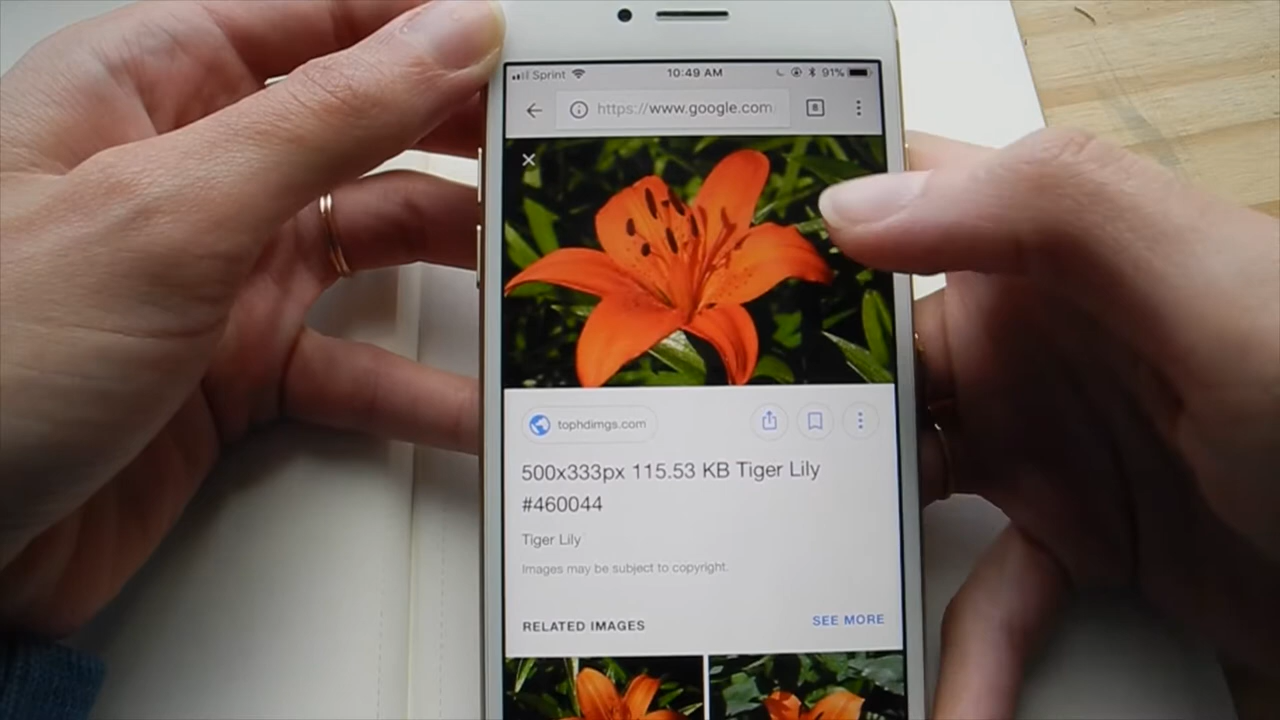 Sprint 10:49 AM 91%
https://www.google.com 8
tophdimgs.com
500x333px 115.53 KB Tiger Lily
#460044
Tiger Lily
Images may be subject to copyright.
RELATED IMAGES SEE MORE